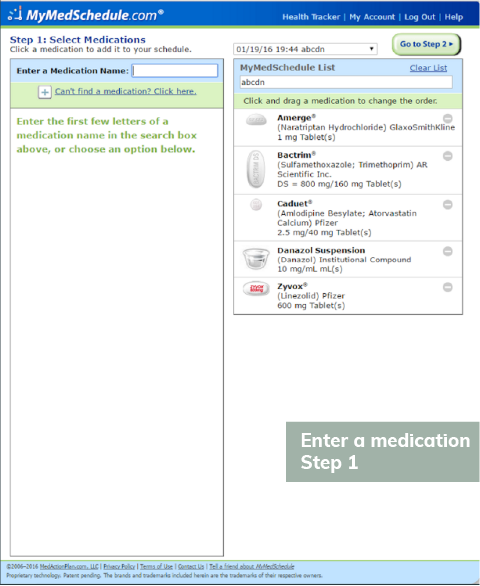 MyMedSchedule.com®
Health Tracker | My Account | Log Out | Help
Step 1: Select Medications
Click a medication to add it to your schedule.
01/19/16 19:44 abcdn
Go to Step 2
Enter a Medication Name:
Can't find a medication? Click here.
Enter the first few letters of a
medication name in the search box
above, or choose an option below.
MyMedSchedule List
Clear List
abcdn
Click and drag a medication to change the order.
Amerge®
(Naratriptan Hydrochloride) GlaxoSmithKline
1 mg Tablet(s)
BACTRIM DS
Bactrim®
(Sulfamethoxazole; Trimethoprim) AR
Scientific Inc.
DS = 800 mg/160 mg Tablet(s)
Caduet®
(Amlodipine Besylate; Atorvastatin
Calcium) Pfizer
2.5 mg/40 mg Tablet(s)
Danazol Suspension
(Danazol) Institutional Compound
10 mg/mL mL(s)
ZYVOX
600mg
Zyvox®
(Linezolid) Pfizer
600 mg Tablet(s)
Enter a medication
Step 1
©2006-2016 MedActionPlan.com, LLC | Privacy Policy | Terms of Use | Contact Us | Tell a friend about MyMedSchedule
Proprietary technology. Patent pending. The brands and trademarks included herein are the trademarks of their respective owners.